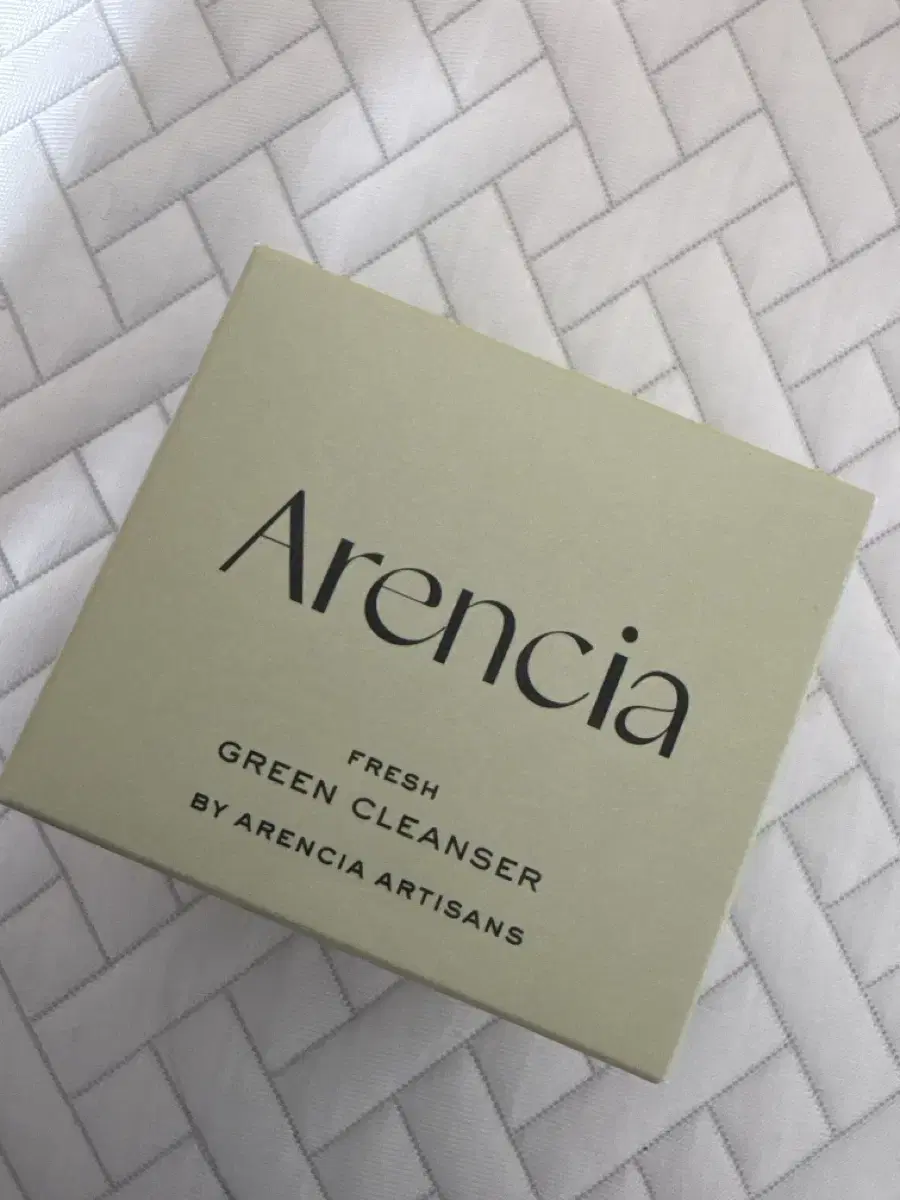 Arencia
FRESH
GREEN CLEANSER
BY ARENCIA ARTISANS